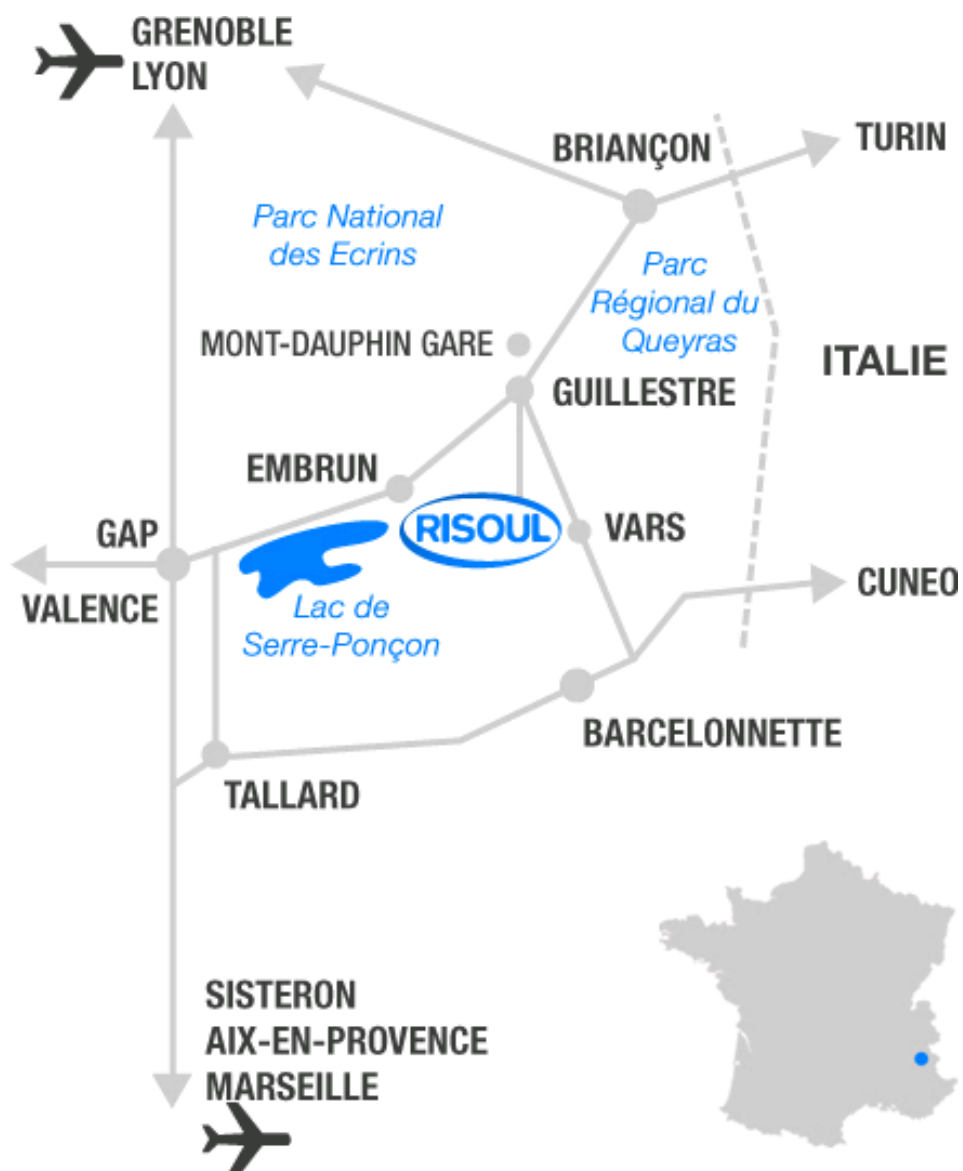 GRENOBLE
LYON
BRIANÇON
TURIN
Parc National
des Ecrins
Parc
Régional du
Queyras
MONT-DAUPHIN GARE
ITALIE
GUILLESTRE
EMBRUN
RISOUL
VARS
GAP
VALENCE
CUNEO
Lac de
Serre-Ponçon
BARCELONNETTE
TALLARD
SISTERON
AIX-EN-PROVENCE
MARSEILLE